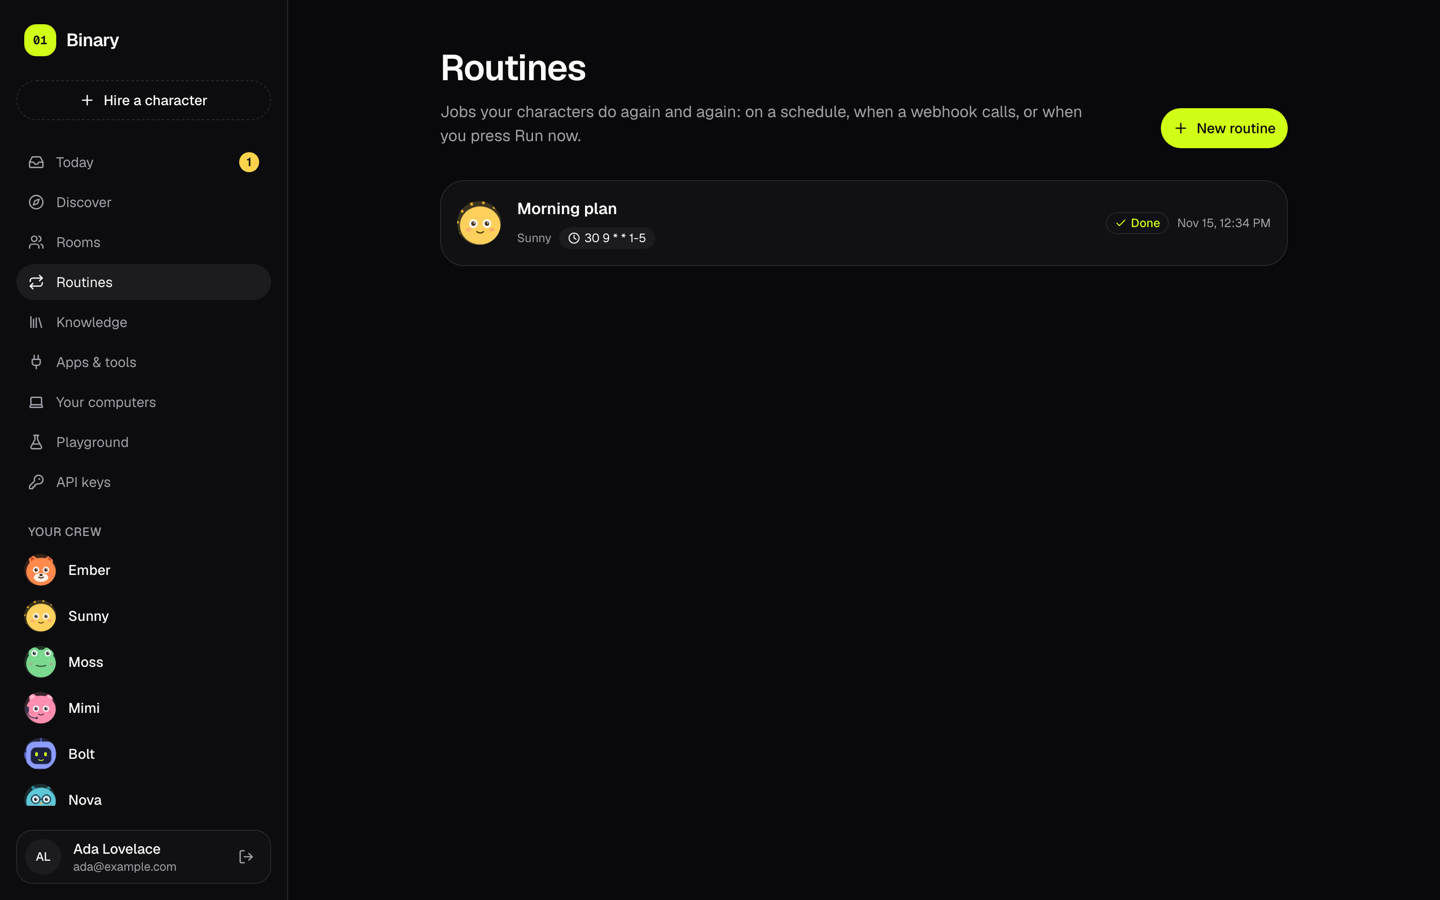 01 Binary
+ Hire a character
Today 1
Discover
Rooms
Routines
Knowledge
Apps & tools
Your computers
Playground
API keys
YOUR CREW
Ember
Sunny
Moss
Mimi
Bolt
Nova
AL Ada Lovelace
ada@example.com
Routines
Jobs your characters do again and again: on a schedule, when a webhook calls, or when
you press Run now.
+ New routine
Morning plan
Sunny 30 9 * * 1-5
Done Nov 15, 12:34 PM